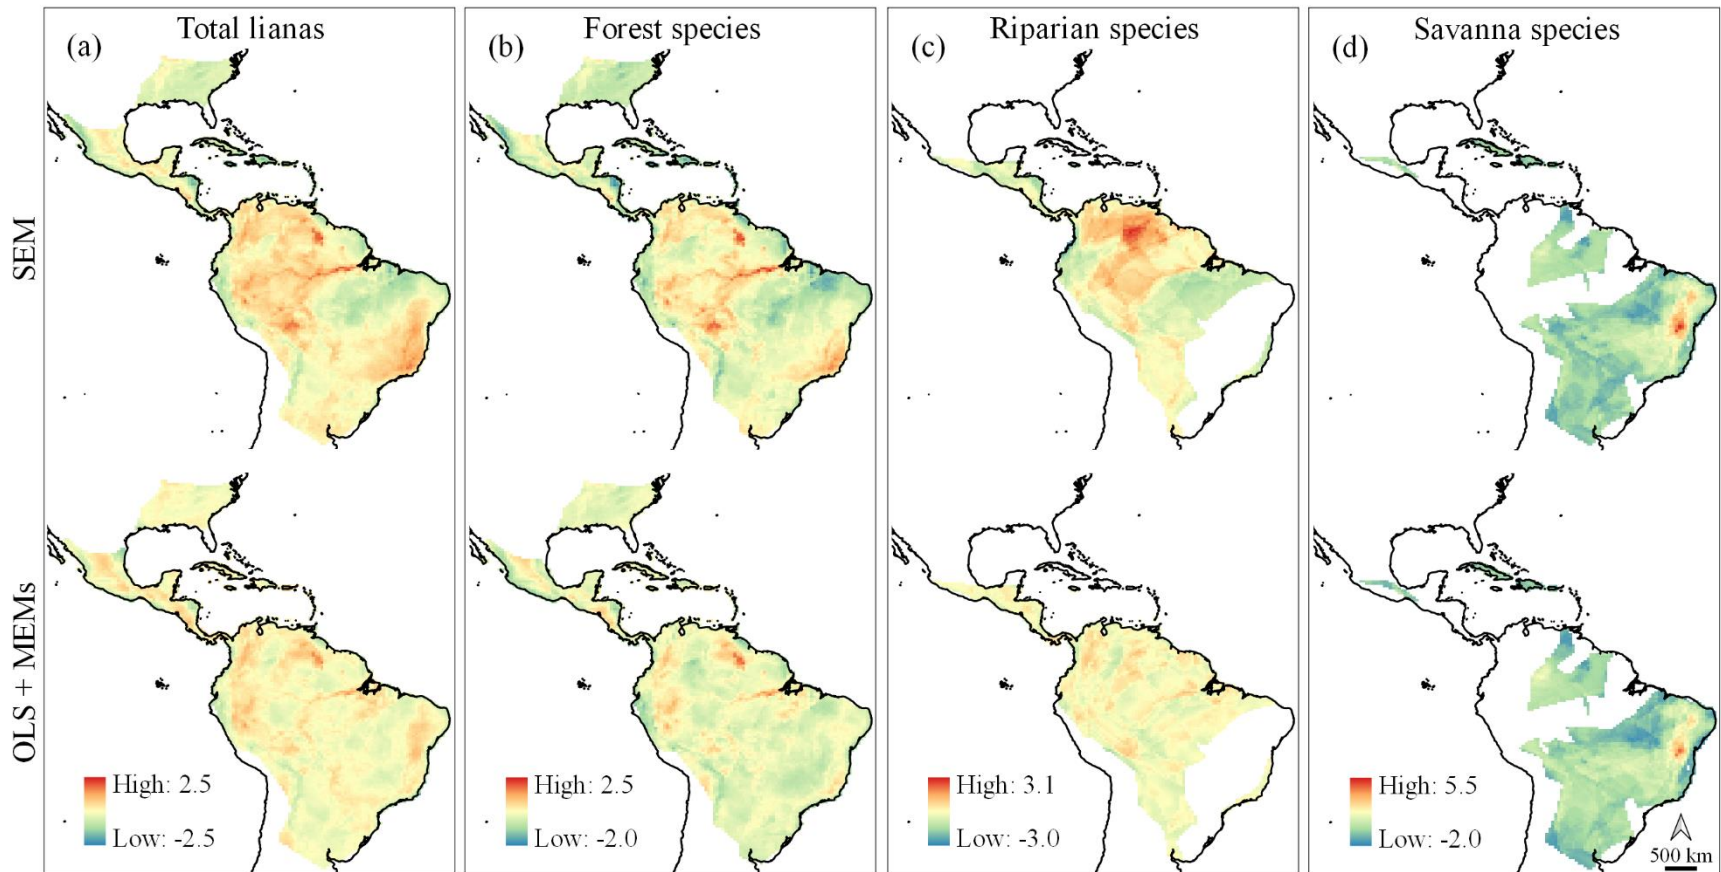 Total lianas
Forest species
Riparian species
Savanna species
(a)
(b)
(c)
(d)
SEM
OLS + MEMs
High: 2.5
Low: -2.5
High: 2.5
Low: -2.0
High: 3.1
Low: -3.0
High: 5.5
Low: -2.0
500 km